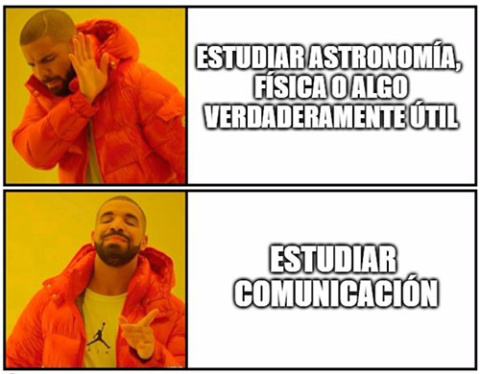 ESTUDIAR ASTRONOMÍA,
FÍSICA O ALGO
VERDADERAMENTE ÚTIL
ESTUDIAR
COMUNICACIÓN